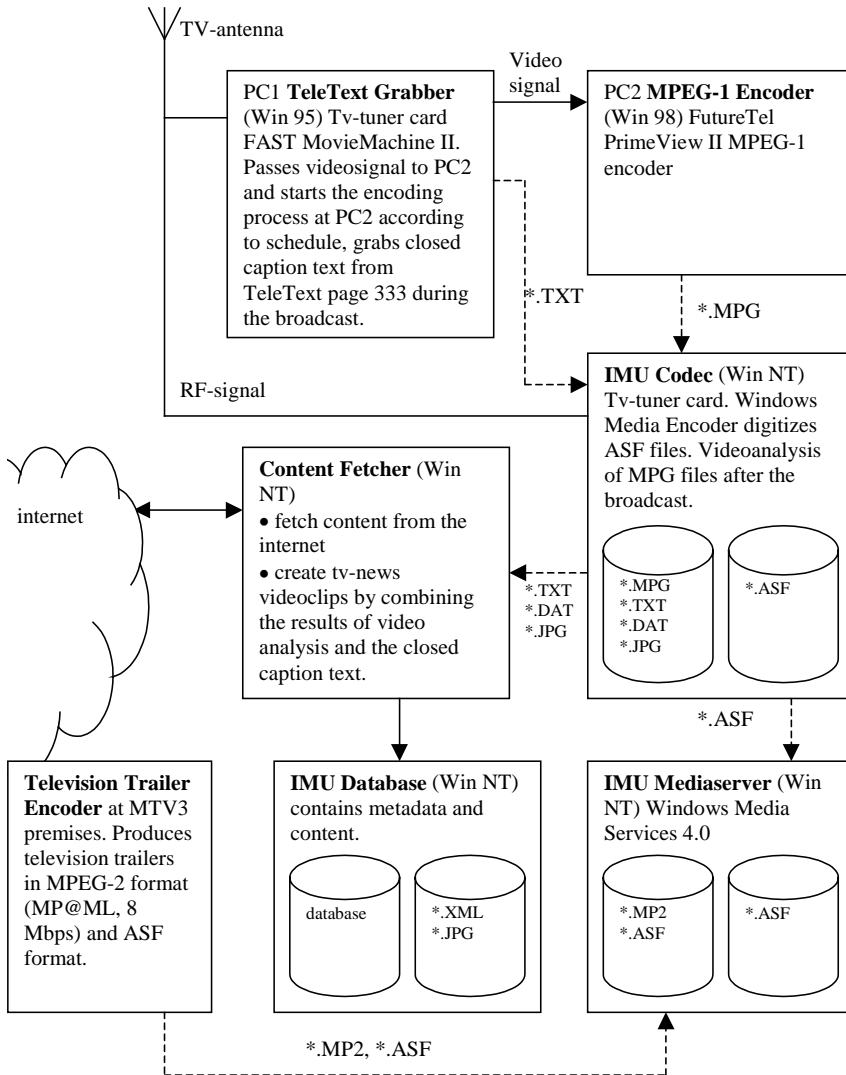 TV-antenna
PC1 TeleText Grabber
(Win 95) Tv-tuner card
FAST MovieMachine II.
Passes videosignal to PC2
and starts the encoding
process at PC2 according
to schedule, grabs closed
caption text from
TeleText page 333 during
the broadcast.
Video
signal
PC2 MPEG-1 Encoder
(Win 98) FutureTel
PrimeView II MPEG-1
encoder
*.TXT
*.MPG
RF-signal
IMU Codec (Win NT)
Tv-tuner card. Windows
Media Encoder digitizes
ASF files. Videoanalysis
of MPG files after the
broadcast.
*.MPG
*.TXT
*.DAT
*.JPG
*.ASF
internet
Content Fetcher (Win
NT)
• fetch content from the
internet
• create tv-news
videoclips by combining
the results of video
analysis and the closed
caption text.
*.TXT
*.DAT
*.JPG
*.ASF
Television Trailer
Encoder at MTV3
premises. Produces
television trailers
in MPEG-2 format
(MP@ML, 8
Mbps) and ASF
format.
IMU Database (Win NT)
contains metadata and
content.
database
*.XML
*.JPG
IMU Mediaserver (Win
NT) Windows Media
Services 4.0
*.MP2
*.ASF
*.ASF
*.MP2, *.ASF